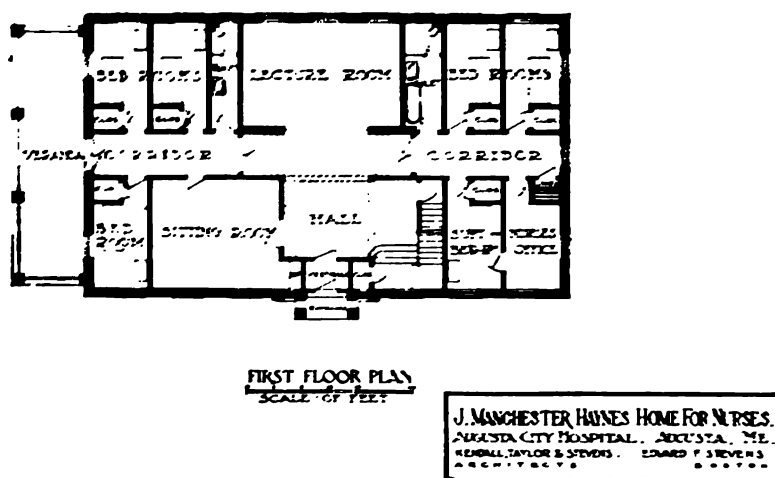 BED ROOMS
LECTURE ROOM
BED ROOMS
CORRIDOR
CORRIDOR
HALL
BED ROOM
SITTING ROOM
FIRST FLOOR PLAN
SCALE OF FEET
J. MANCHESTER HAYNES HOME FOR NURSES.
AUGUSTA CITY HOSPITAL. AUGUSTA, ME.
KENDALL, TAYLOR & STEVENS. EDWARD F STEVENS
ARCHITECTS BOSTON